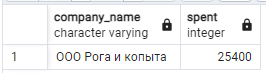 company_name spent
character varying integer
1 ООО Рога и копыта 25400